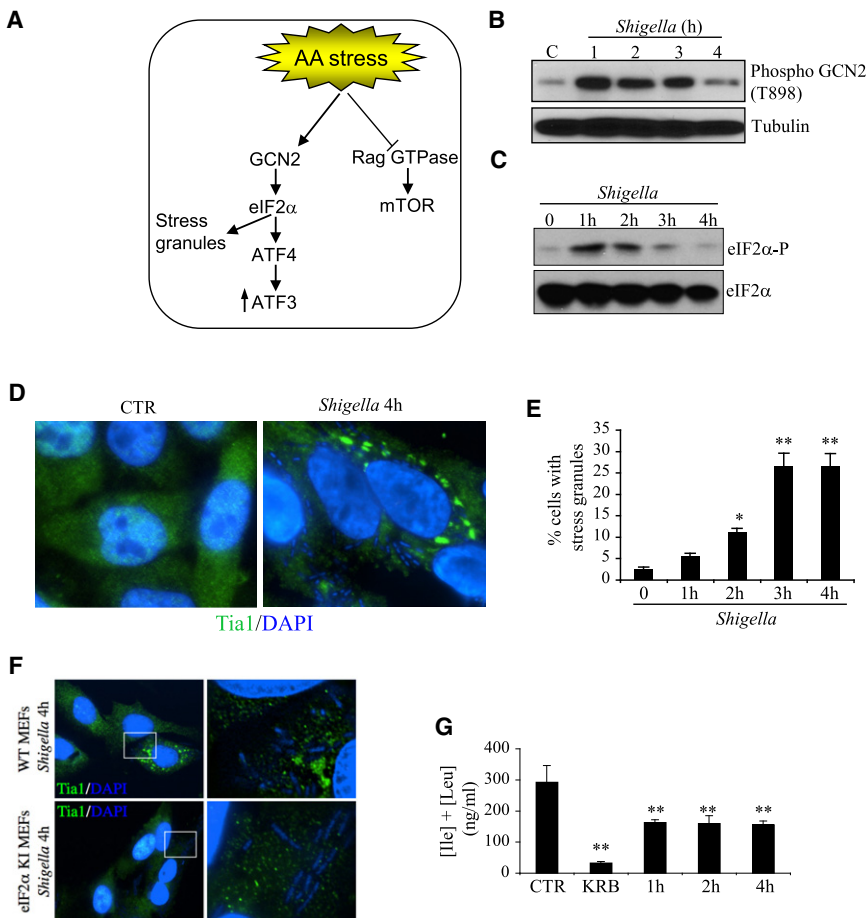 A
AA stress
GCN2
Rag GTPase
eIF2α
mTOR
Stress
granules
ATF4
ATF3
B
Shigella (h)
C 1 2 3 4
Phospho GCN2
(T898)
Tubulin
C
Shigella
0 1h 2h 3h 4h
eIF2α-P
eIF2α
D
CTR
Shigella 4h
Tia1/DAPI
E
% cells with
stress granules
35
30
25
20
15
10
5
0
*
**
**
0 1h 2h 3h 4h
Shigella
F
WT MEFs
Shigella 4h
Tia1/DAPI
eIF2α KI MEFs
Shigella 4h
Tia1/DAPI
G
[Ile] + [Leu]
(ng/ml)
400
300
200
100
0
**
**
**
**
CTR KRB 1h 2h 4h